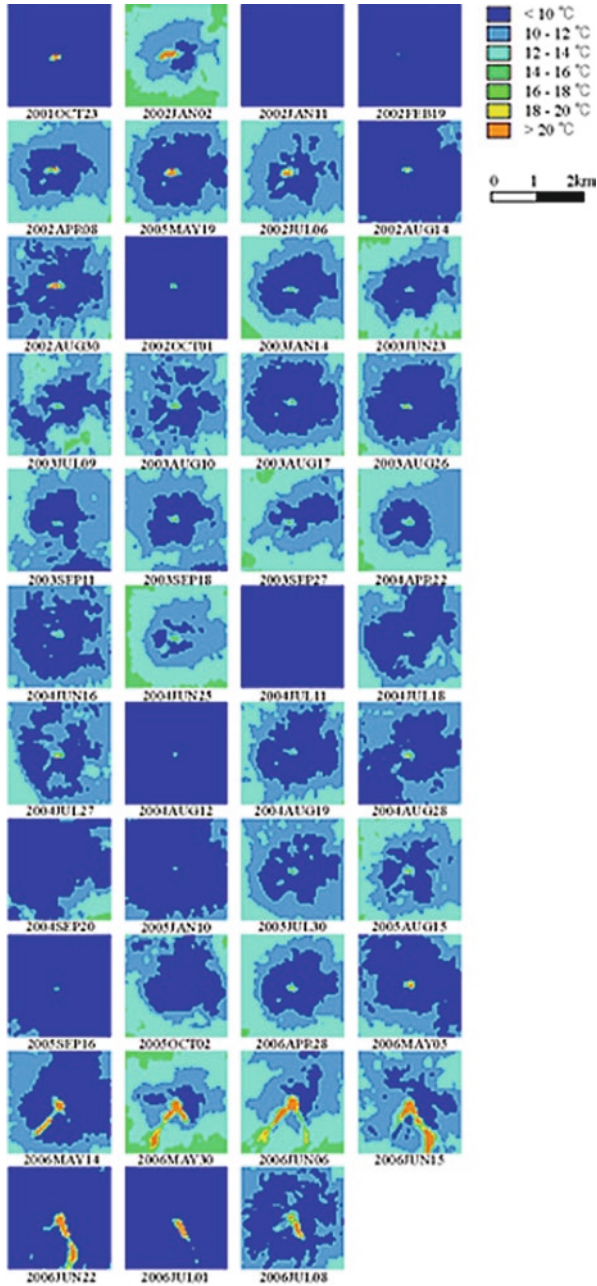 < 10 ℃
10 - 12 ℃
12 - 14 ℃
14 - 16 ℃
16 - 18 ℃
18 - 20 ℃
> 20 ℃
0 1 2km
2001OCT23 2002JAN02 2002JAN11 2002FEB19
2002APR08 2005MAY19 2002JUL06 2002AUG14
2002AUG30 2002OCT01 2003JAN14 2003JUN23
2003JUL09 2003AUG10 2003AUG17 2003AUG26
2003SEP11 2003SEP18 2003SEP27 2004APR22
2004JUN16 2004JUN25 2004JUL11 2004JUL18
2004JUL27 2004AUG12 2004AUG19 2004AUG28
2004SEP20 2005JAN10 2005JUL30 2005AUG15
2005SEP16 2005OCT02 2006APR28 2006MAY05
2006MAY14 2006MAY30 2006JUN06 2006JUN15
2006JUN22 2006JUL01 2006JUL08